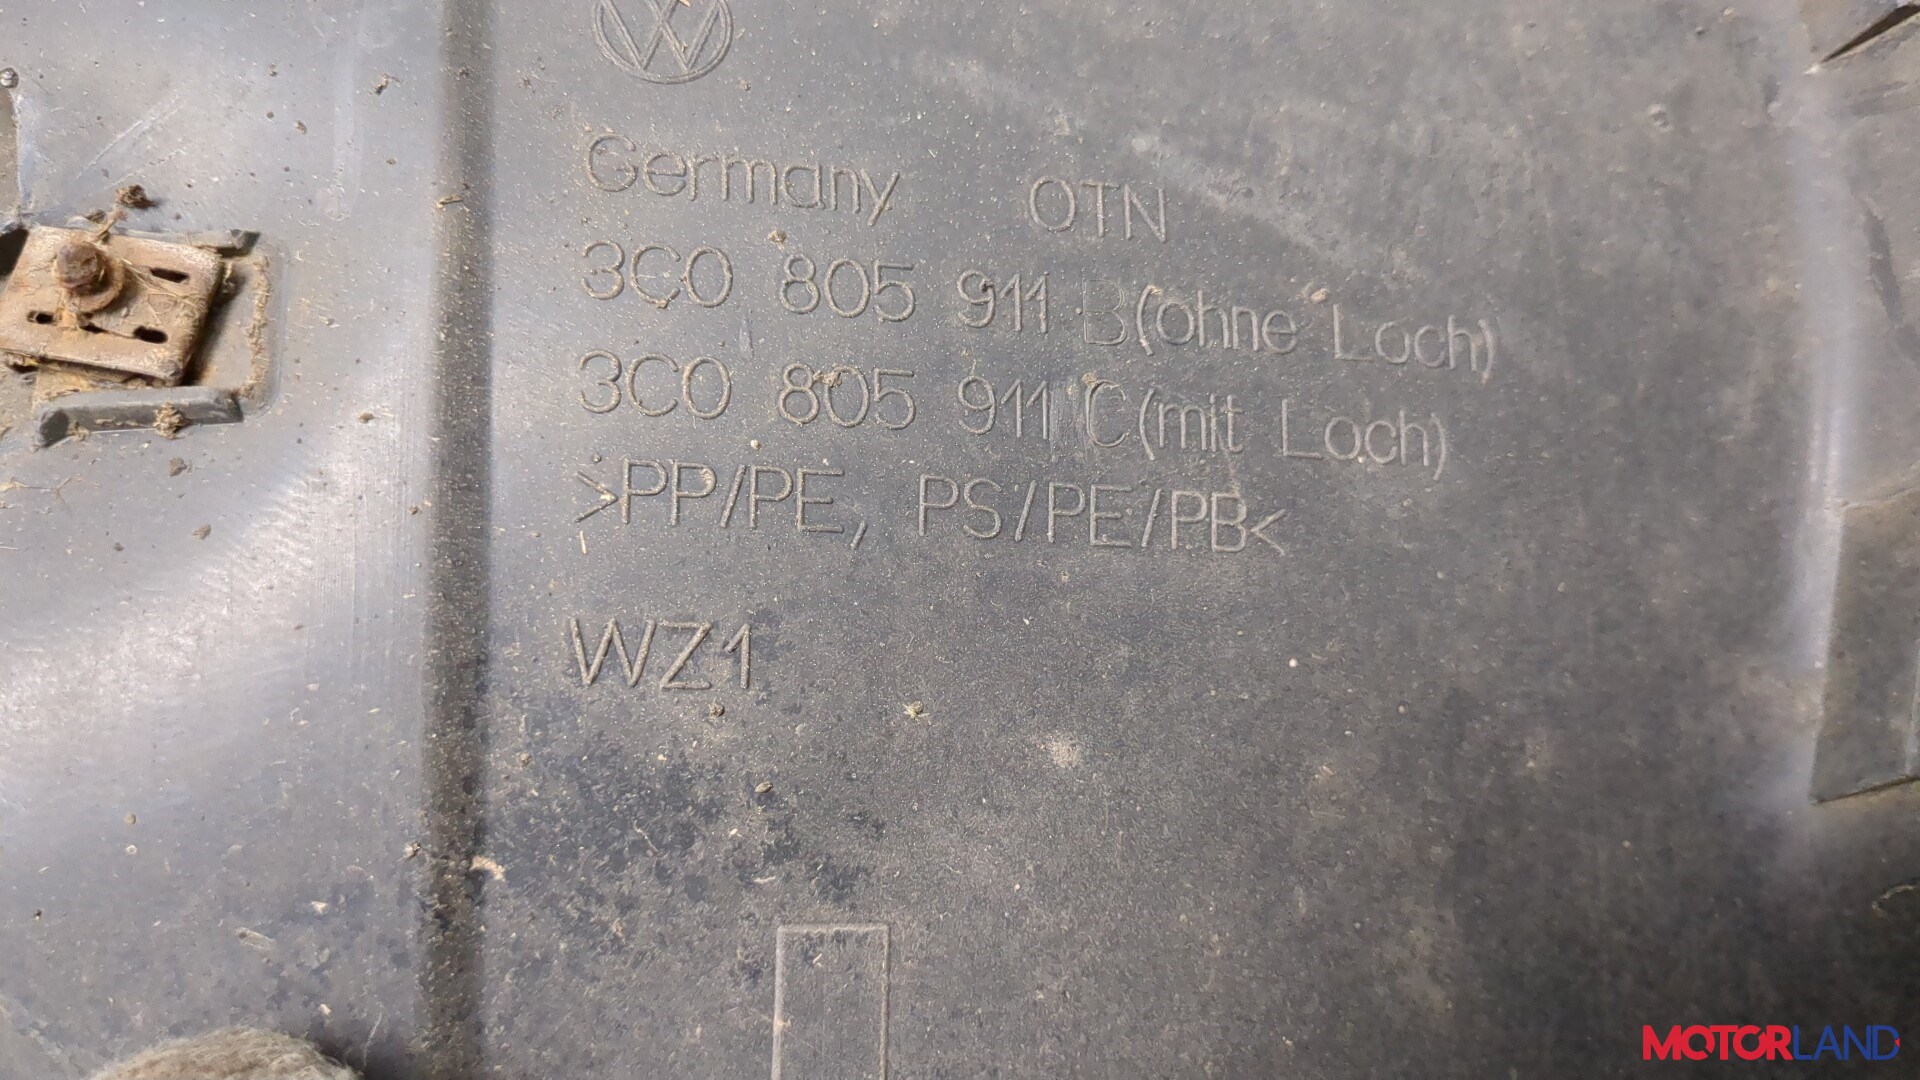 Germany OTN
3C0 805 911 B(ohne Loch)
3C0 805 911 C(mit Loch)
>PP/PE, PS/PE/PB<
WZ1
MOTORLAND